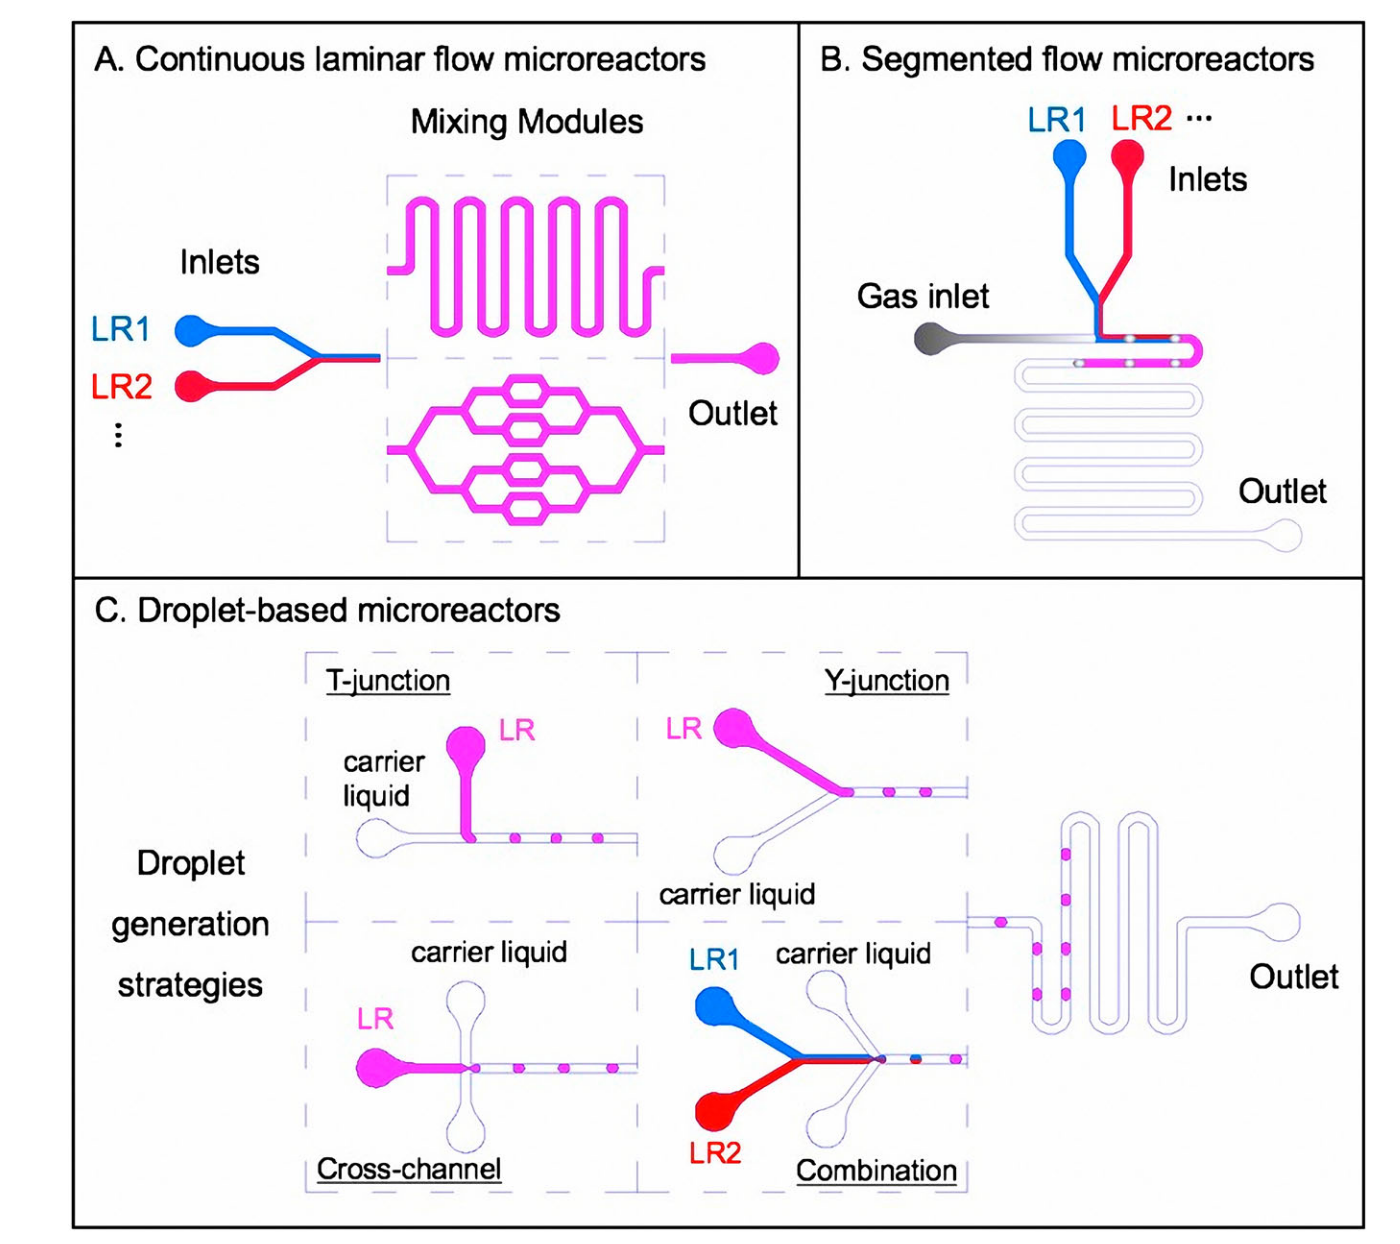 A. Continuous laminar flow microreactors
Mixing Modules
Inlets
LR1
LR2
...
Outlet
B. Segmented flow microreactors
LR1 LR2 ...
Inlets
Gas inlet
Outlet
C. Droplet-based microreactors
Droplet
generation
strategies
T-junction
LR
carrier
liquid
Y-junction
LR
carrier liquid
carrier liquid
LR
Cross-channel
LR1
carrier liquid
LR2
Combination
Outlet